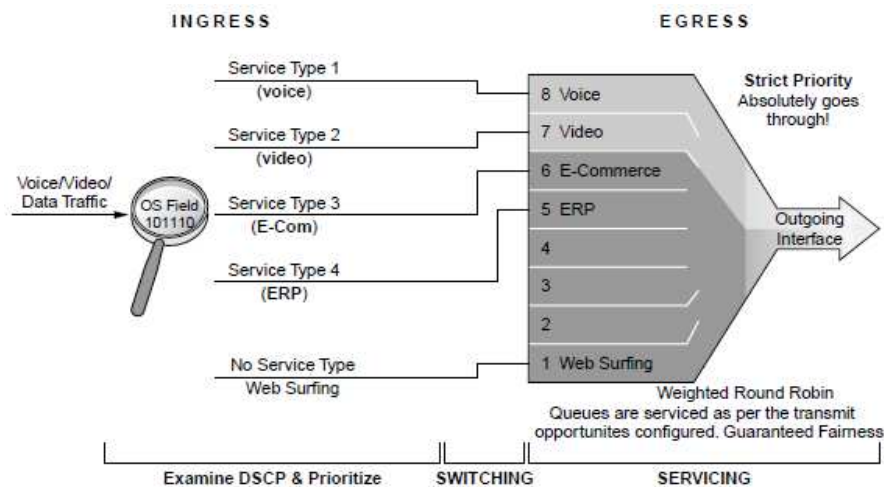 INGRESS
EGRESS
Service Type 1
(voice)
Service Type 2
(video)
Voice/Video/
Data Traffic
OS Field
101110
Service Type 3
(E-Com)
Service Type 4
(ERP)
No Service Type
Web Surfing
8 Voice
7 Video
6 E-Commerce
5 ERP
4
3
2
1 Web Surfing
Strict Priority
Absolutely goes
through!
Outgoing
Interface
Weighted Round Robin
Queues are serviced as per the transmit
opportunites configured. Guaranteed Fairness
Examine DSCP & Prioritize
SWITCHING
SERVICING